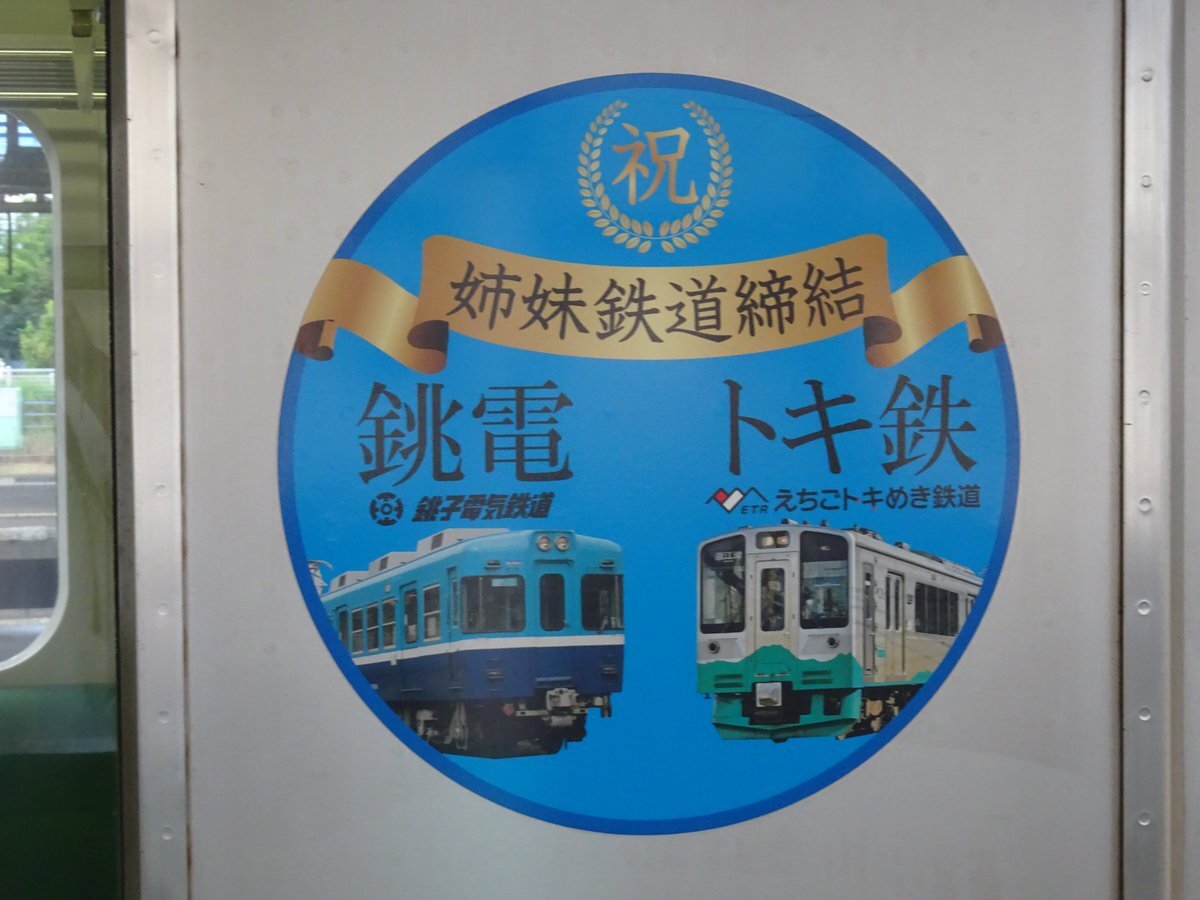 祝
姉妹鉄道締結
銚電
トキ鉄
銚子電気鉄道
ETR えちごトキめき鉄道